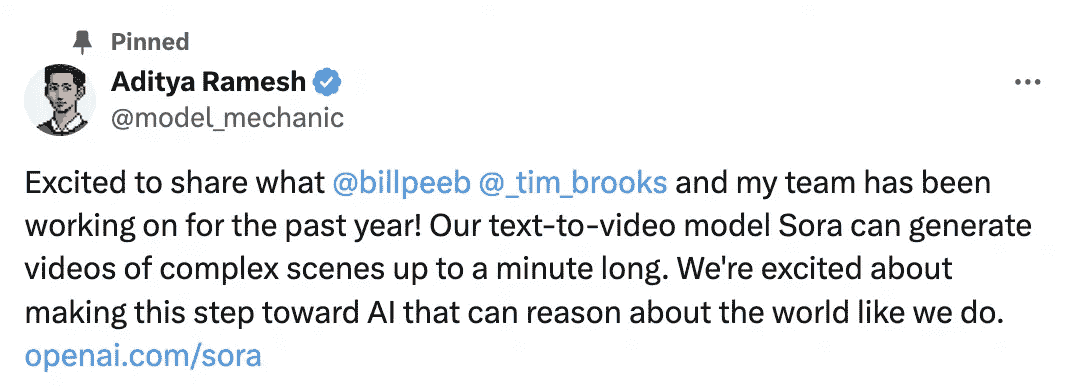 Pinned
Aditya Ramesh
@model_mechanic
Excited to share what @billpeeb @_tim_brooks and my team has been
working on for the past year! Our text-to-video model Sora can generate
videos of complex scenes up to a minute long. We're excited about
making this step toward AI that can reason about the world like we do.
openai.com/sora